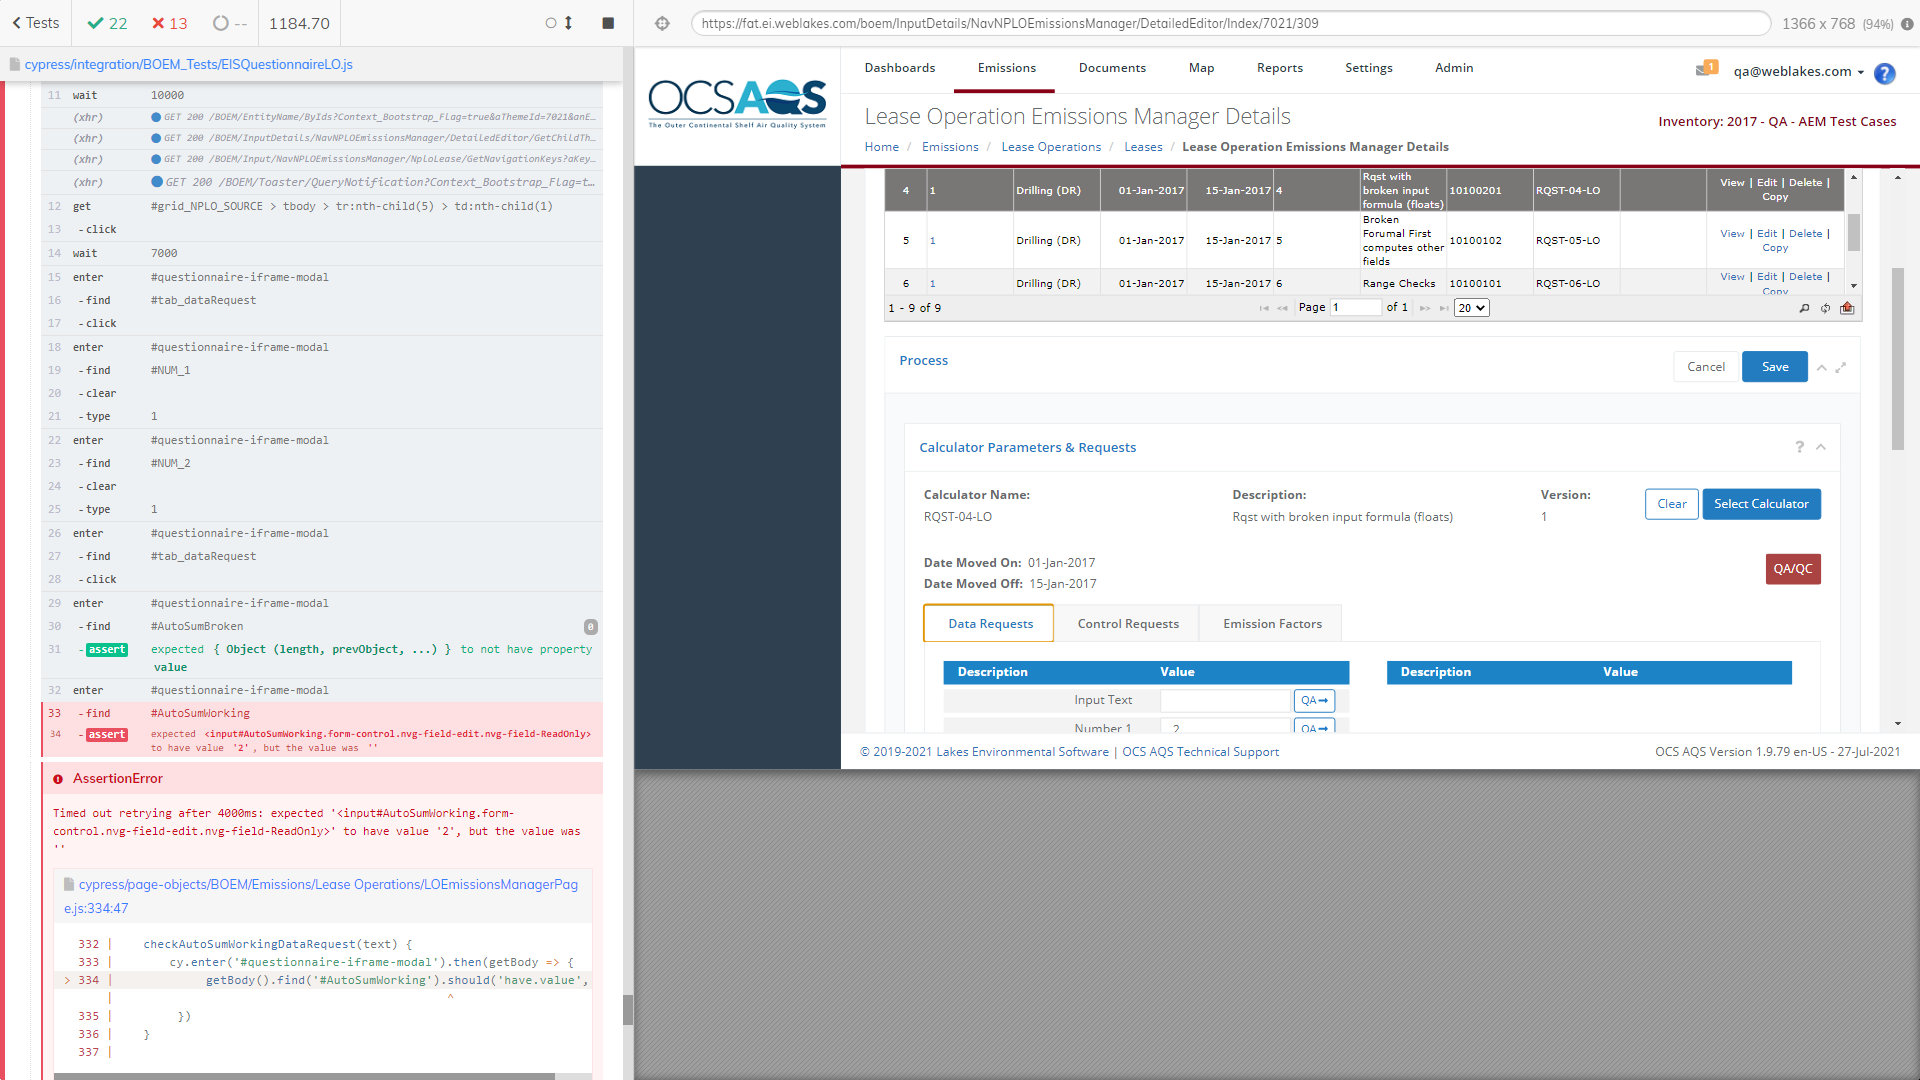 Tests 22 13 -- 1184.70
https://fat.ei.weblakes.com/boem/InputDetails/NavNPLOEmissionsManager/DetailedEditor/Index/7021/309
1366 x 768 (94%)
cypress/integration/BOEM_Tests/EISQuestionnaireLO.js
11 wait 10000
(xhr) GET 200 /BOEM/EntityName/ByIds?Context_Bootstrap_Flag=true&aThemeId=7021&anE...
(xhr) GET 200 /BOEM/InputDetails/NavNPLOEmissionsManager/DetailedEditor/GetChildTh...
(xhr) GET 200 /BOEM/Input/NavNPLOEmissionsManager/NploLease/GetNavigationKeys?aKey...
(xhr) GET 200 /BOEM/Toaster/QueryNotification?Context_Bootstrap_Flag=t...
12 get #grid_NPLO_SOURCE > tbody > tr:nth-child(5) > td:nth-child(1)
13 - click
14 wait 7000
15 enter #questionnaire-iframe-modal
16 - find #tab_dataRequest
17 - click
18 enter #questionnaire-iframe-modal
19 - find #NUM_1
20 - clear
21 - type 1
22 enter #questionnaire-iframe-modal
23 - find #NUM_2
24 - clear
25 - type 1
26 enter #questionnaire-iframe-modal
27 - find #tab_dataRequest
28 - click
29 enter #questionnaire-iframe-modal
30 - find #AutoSumBroken 0
31 - assert expected { Object (length, prevObject, ...) } to not have property
value
32 enter #questionnaire-iframe-modal
33 - find #AutoSumWorking
34 - assert expected <input#AutoSumWorking.form-control.nvg-field-edit.nvg-field-ReadOnly>
to have value '2', but the value was ''
AssertionError
Timed out retrying after 4000ms: expected '<input#AutoSumWorking.form-
control.nvg-field-edit.nvg-field-ReadOnly>' to have value '2', but the value was
''
cypress/page-objects/BOEM/Emissions/Lease Operations/LOEmissionsManagerPag
e.js:334:47
332 | checkAutoSumWorkingDataRequest(text) {
333 | cy.enter('#questionnaire-iframe-modal').then(getBody => {
> 334 | getBody().find('#AutoSumWorking').should('have.value',
| ^
335 | })
336 | }
337 |
OCSAQS
The Outer Continental Shelf Air Quality System
Dashboards Emissions Documents Map Reports Settings Admin 1 qa@weblakes.com ?
Lease Operation Emissions Manager Details
Inventory: 2017 - QA - AEM Test Cases
Home / Emissions / Lease Operations / Leases / Lease Operation Emissions Manager Details
4 1 Drilling (DR) 01-Jan-2017 15-Jan-2017 4 Rqst with broken input formula (floats) 10100201 RQST-04-LO View | Edit | Delete | Copy
5 1 Drilling (DR) 01-Jan-2017 15-Jan-2017 5 Broken Forumal First computes other fields 10100102 RQST-05-LO View | Edit | Delete | Copy
6 1 Drilling (DR) 01-Jan-2017 15-Jan-2017 6 Range Checks 10100101 RQST-06-LO View | Edit | Delete | Copy
1 - 9 of 9 Page 1 of 1 20
Process Cancel Save
Calculator Parameters & Requests ?
Calculator Name: Description: Version:
RQST-04-LO Rqst with broken input formula (floats) 1 Clear Select Calculator
Date Moved On: 01-Jan-2017
Date Moved Off: 15-Jan-2017
QA/QC
Data Requests Control Requests Emission Factors
Description Value Description Value
Input Text QA
Number 1 2 QA
© 2019-2021 Lakes Environmental Software | OCS AQS Technical Support
OCS AQS Version 1.9.79 en-US - 27-Jul-2021